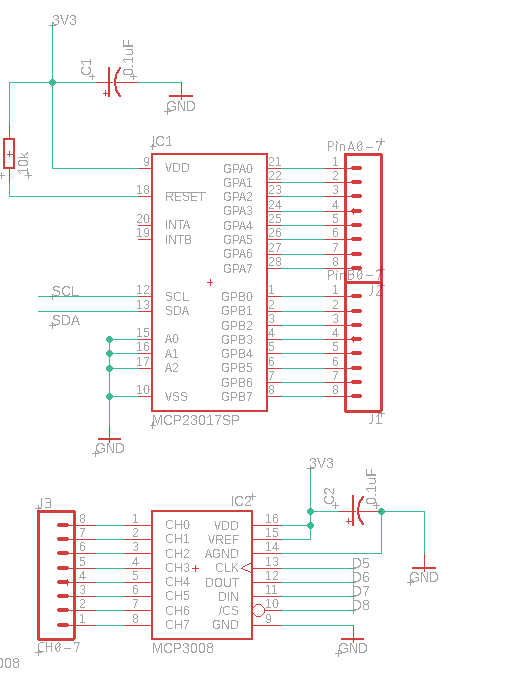 3V3
C1
0.1uF
GND
10k
IC1
PinA0-7
9 VDD GPA0 21 1
GPA1 22 2
18 RESET GPA2 23 3
GPA3 24 4
20 INTA GPA4 25 5
19 INTB GPA5 26 6
GPA6 27 7
GPA7 28 8
PinB0-7
J2
SCL 12 SCL GPB0 1 1
SDA 13 SDA GPB1 2 2
GPB2 3 3
15 A0 GPB3 4 4
16 A1 GPB4 5 5
17 A2 GPB5 6 6
GPB6 7 7
10 VSS GPB7 8 8
GND
MCP23017SP
J1
3V3
C2
0.1uF
J3
IC2
8 1 CH0 VDD 16
7 2 CH1 VREF 15
6 3 CH2 AGND 14
5 4 CH3 CLK 13 D5
4 5 CH4 DOUT 12 D6
3 6 CH5 DIN 11 D7
2 7 CH6 /CS 10 D8
1 8 CH7 GND 9
GND
CH0-7
MCP3008
GND
008